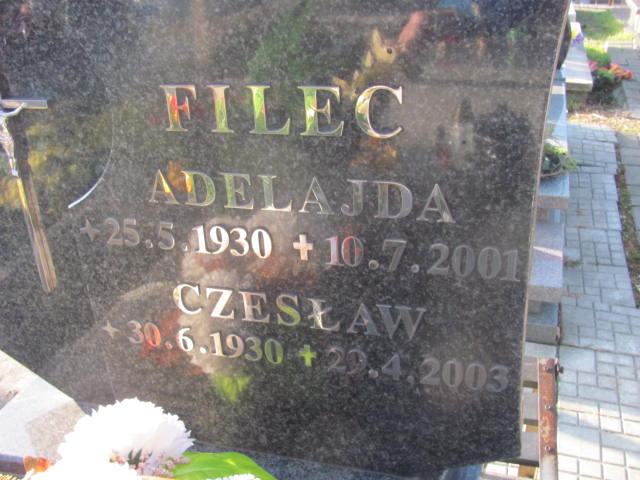 FILEC
ADELAJDA
25.5.1930 + 10.7.2001
CZESŁAW
30.6.1930 + 29.4.2003